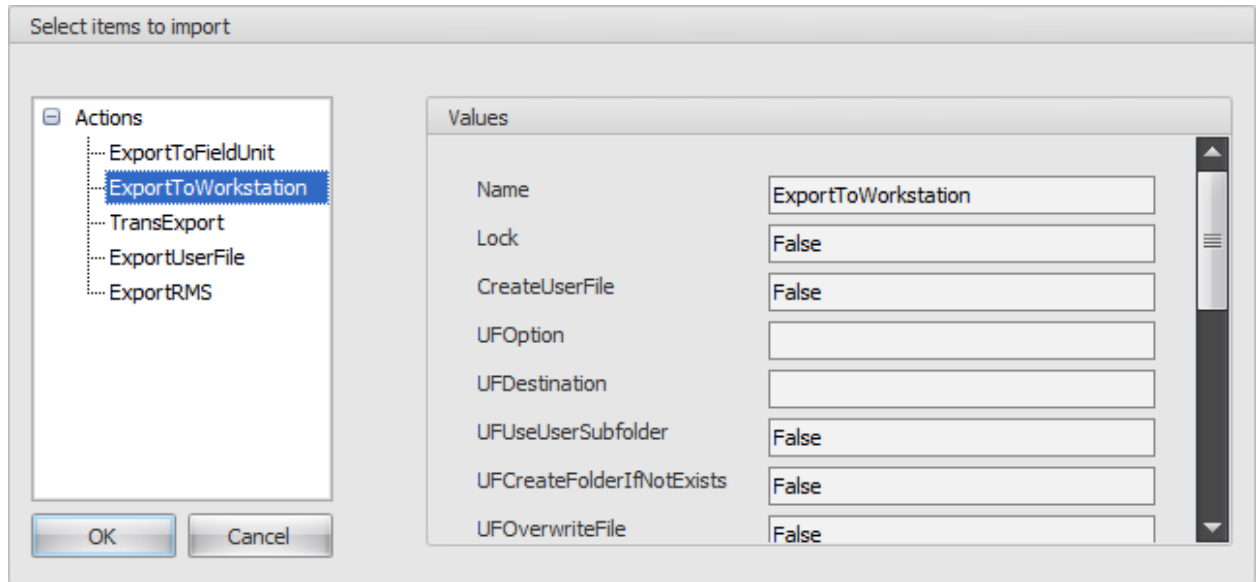 Select items to import
Actions
ExportToFieldUnit
ExportToWorkstation
TransExport
ExportUserFile
ExportRMS
OK
Cancel
Values
Name ExportToWorkstation
Lock False
CreateUserFile False
UFOption
UFDestination
UFUseUserSubfolder False
UFCreateFolderIfNotExists False
UFOverwriteFile False